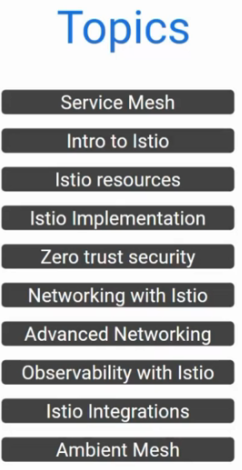 Topics
Service Mesh
Intro to Istio
Istio resources
Istio Implementation
Zero trust security
Networking with Istio
Advanced Networking
Observability with Istio
Istio Integrations
Ambient Mesh